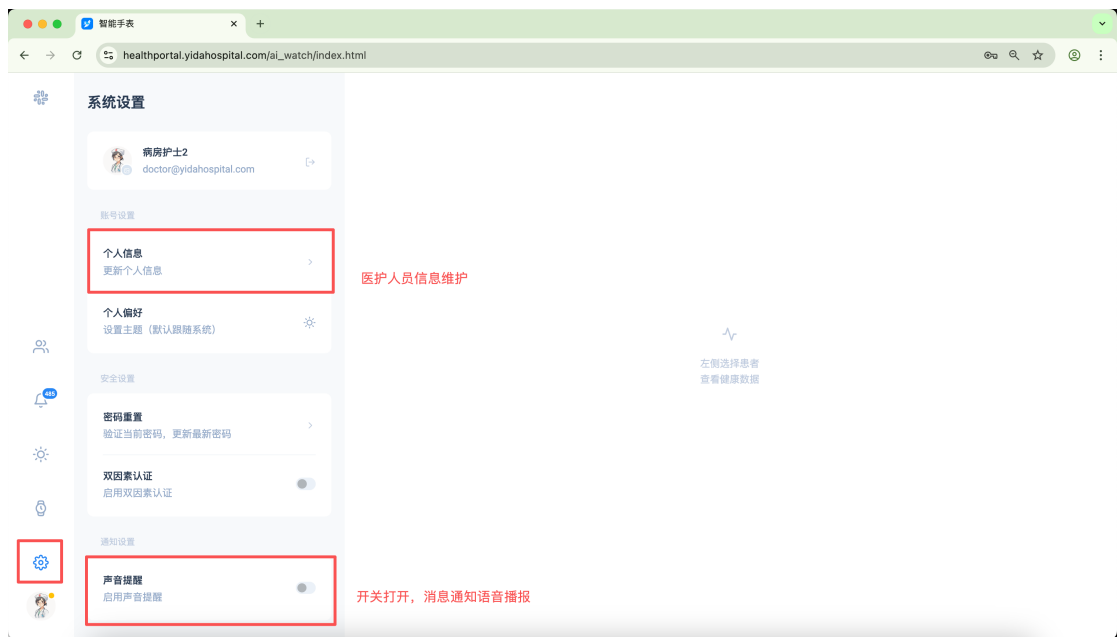 智能手表
healthportal.yidahospital.com/ai_watch/index.html
系统设置
病房护士2
doctor@yidahospital.com
账号设置
个人信息
更新个人信息
医护人员信息维护
个人偏好
设置主题（默认跟随系统）
左侧选择患者
查看健康数据
安全设置
485
密码重置
验证当前密码，更新最新密码
双因素认证
启用双因素认证
通知设置
声音提醒
启用声音提醒
开关打开，消息通知语音播报